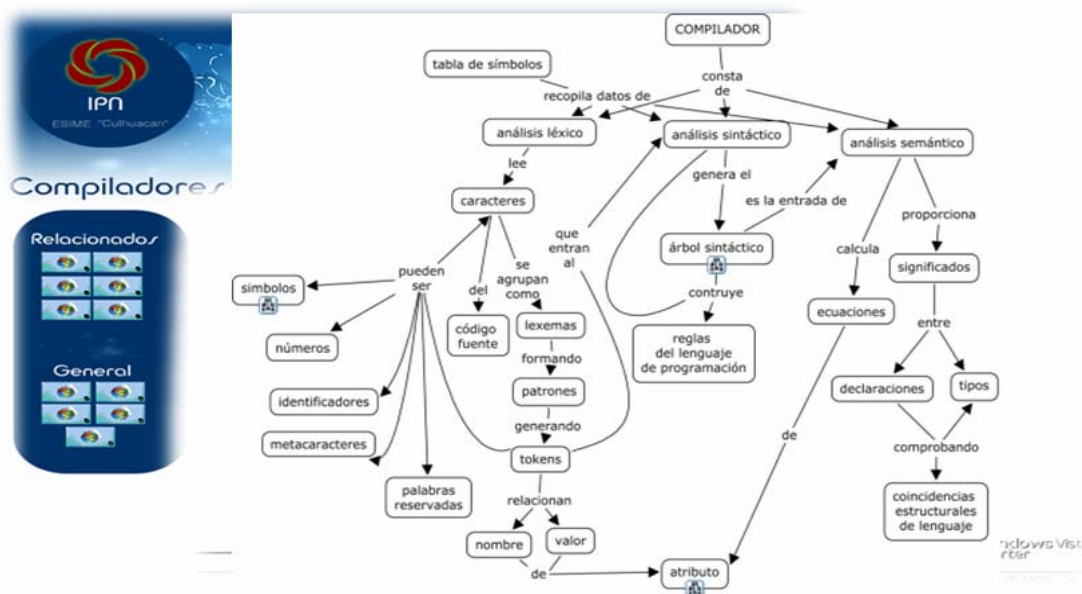 IPN
ESIME "Culhuacan"
Compiladores
Relacionados
General
COMPILADOR
tabla de símbolos
consta
de
recopila datos de
análisis léxico
análisis sintáctico
análisis semántico
lee
genera el
caracteres
es la entrada de
proporciona
que
entran
al
árbol sintáctico
calcula
significados
pueden
ser
se
agrupan
como
simbolos
del
contruye
ecuaciones
código
fuente
lexemas
entre
números
reglas
del lenguaje
de programación
formando
declaraciones
tipos
patrones
identificadores
generando
metacaracteres
de
comprobando
tokens
palabras
reservadas
relacionan
coincidencias
estructurales
de lenguaje
nombre
valor
de
atributo
ndows Vist
rter